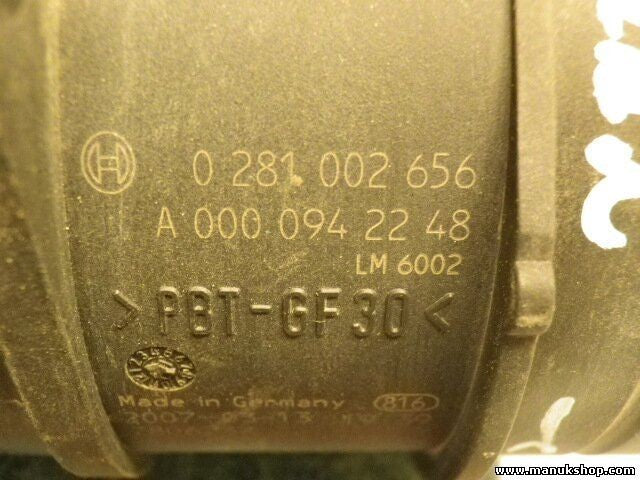 0 281 002 656
A 000 094 22 48
LM 6002
>PBT-GF30<
Made in Germany 816
2007
www.manukshop.com